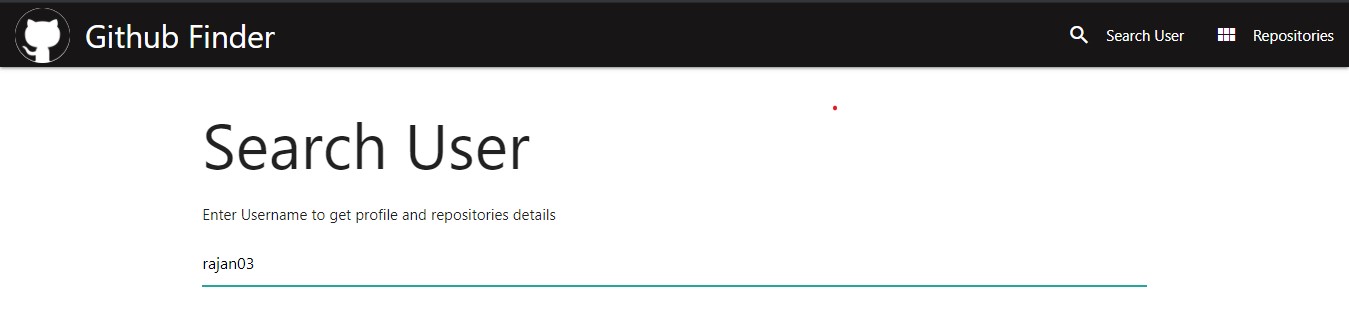 Github Finder
Search User
Repositories
Search User
Enter Username to get profile and repositories details
rajan03